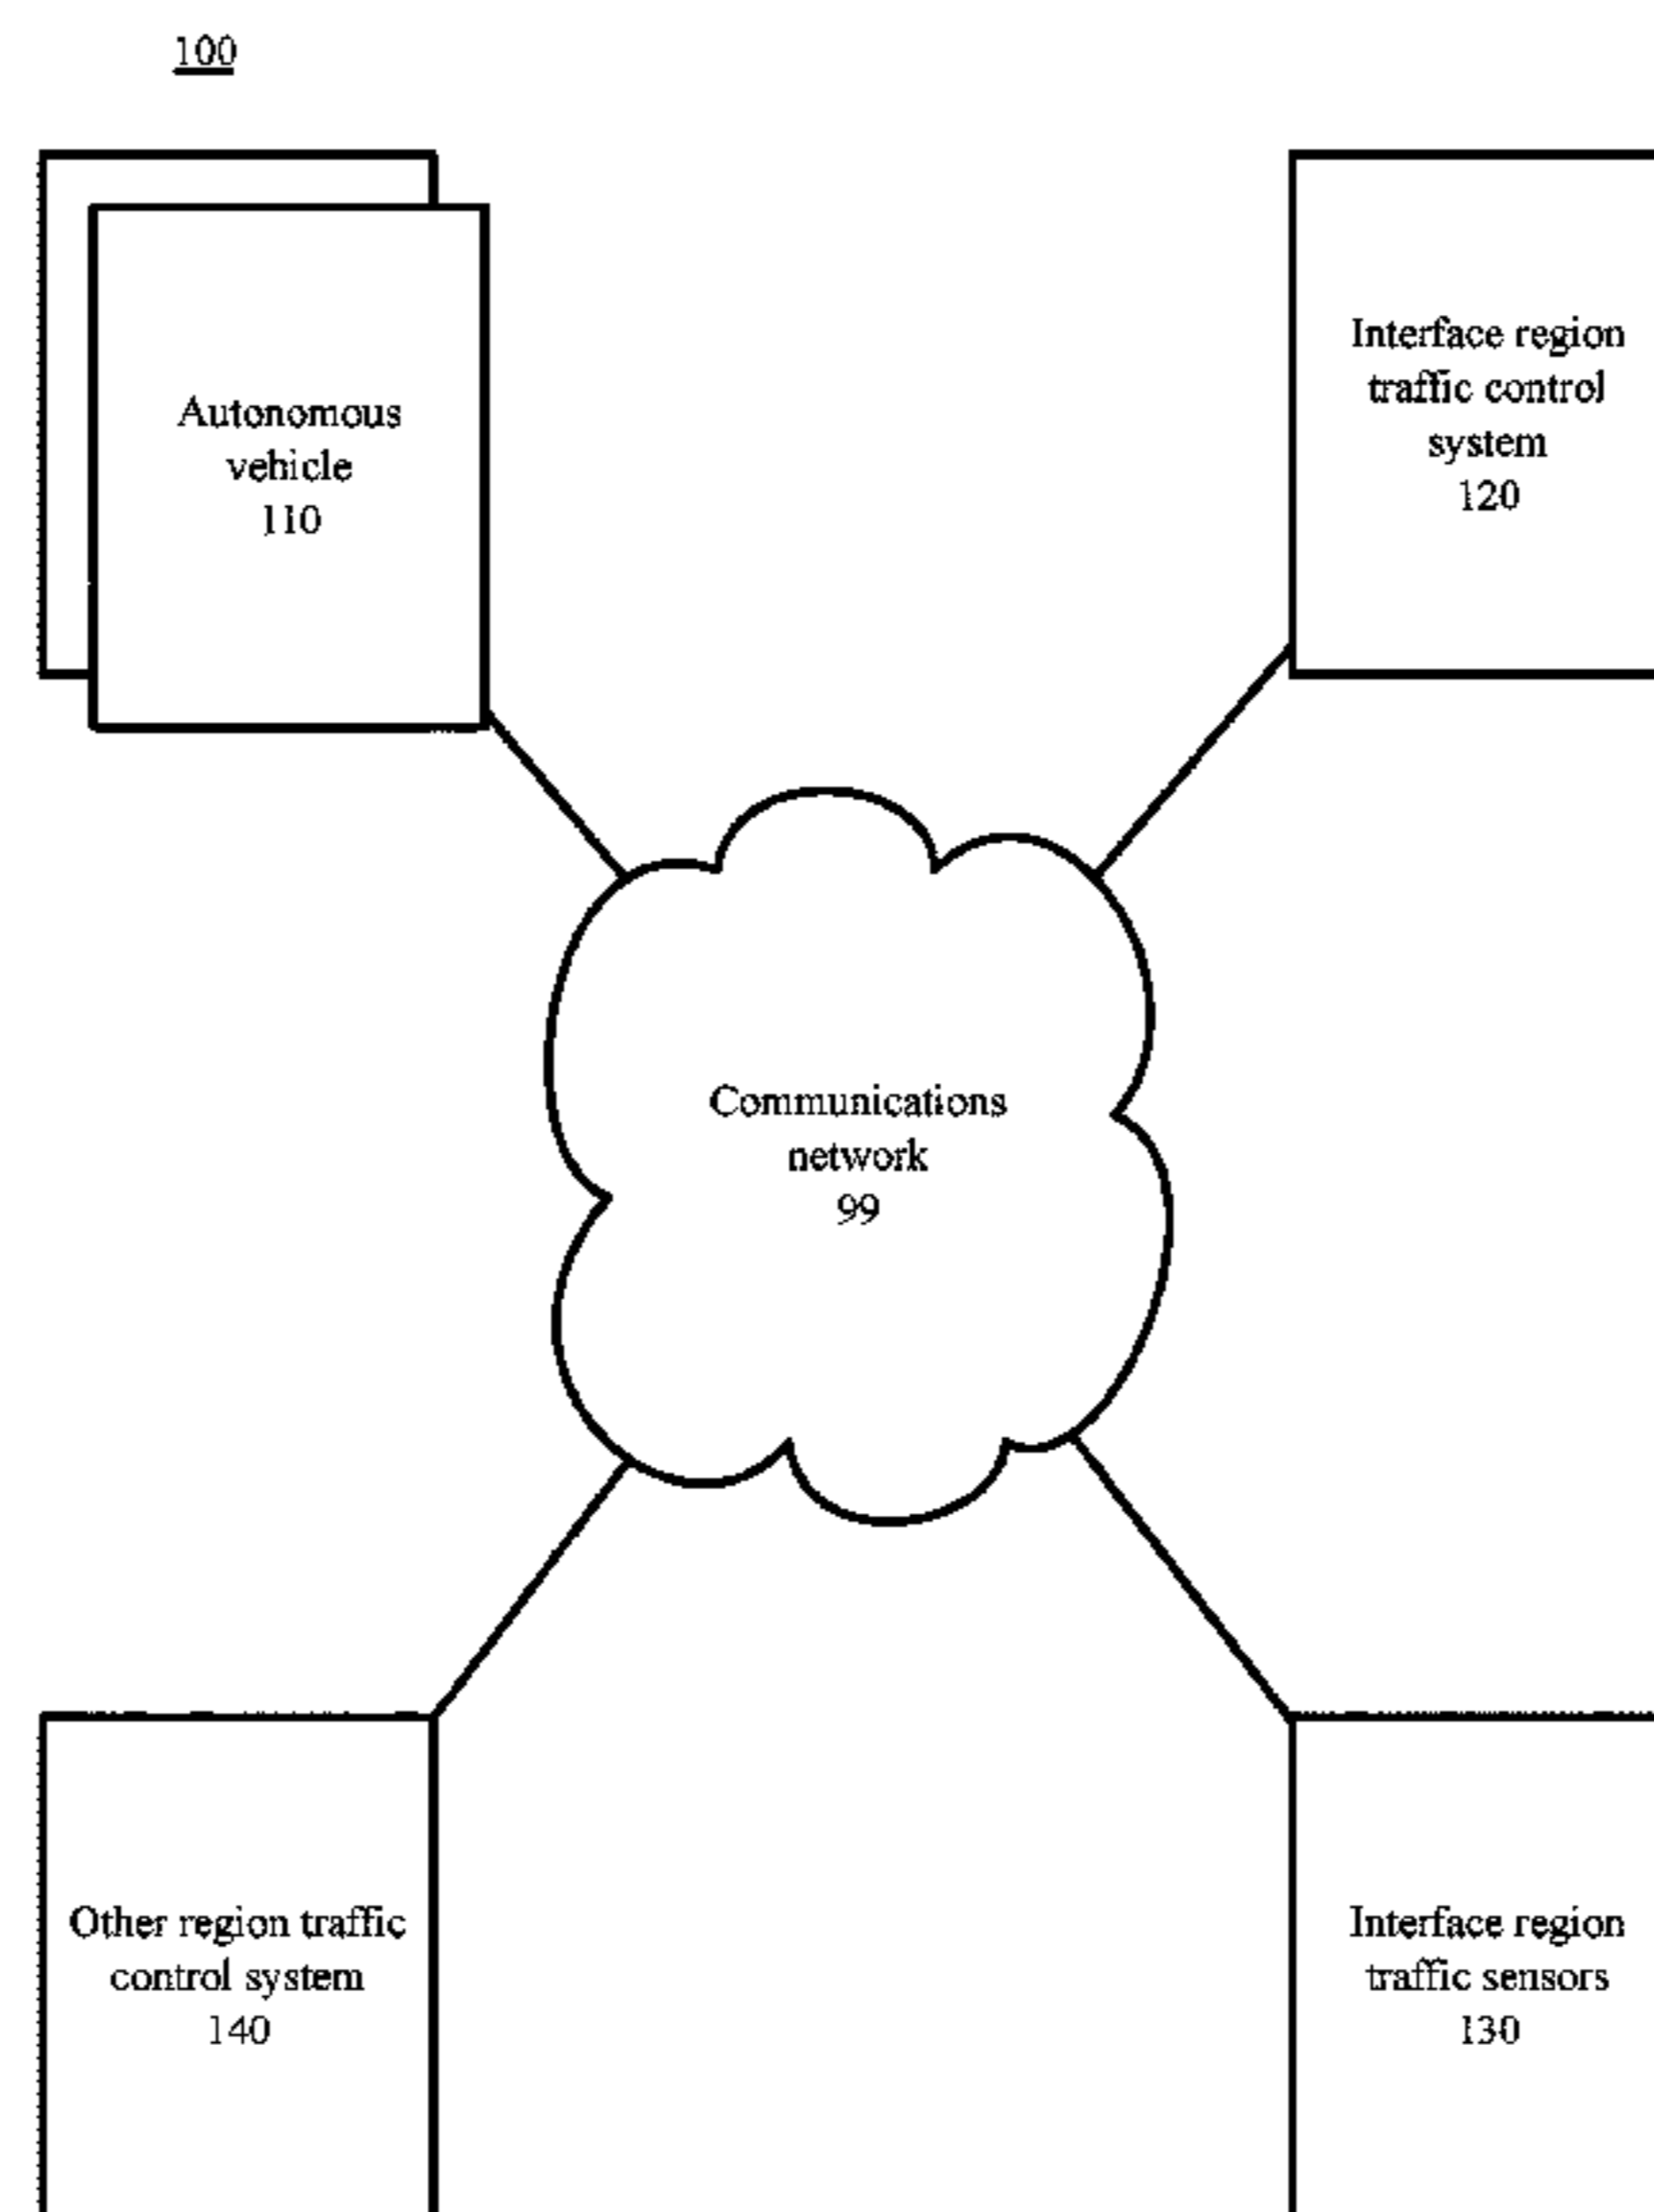 100
Autonomous
vehicle
110
Interface region
traffic control
system
120
Communications
network
99
Other region traffic
control system
140
Interface region
traffic sensors
130